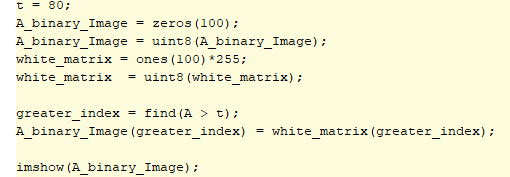 t = 80;
A_binary_Image = zeros(100);
A_binary_Image = uint8(A_binary_Image);
white_matrix = ones(100)*255;
white_matrix  = uint8(white_matrix);
greater_index = find(A > t);
A_binary_Image(greater_index) = white_matrix(greater_index);
imshow(A_binary_Image);